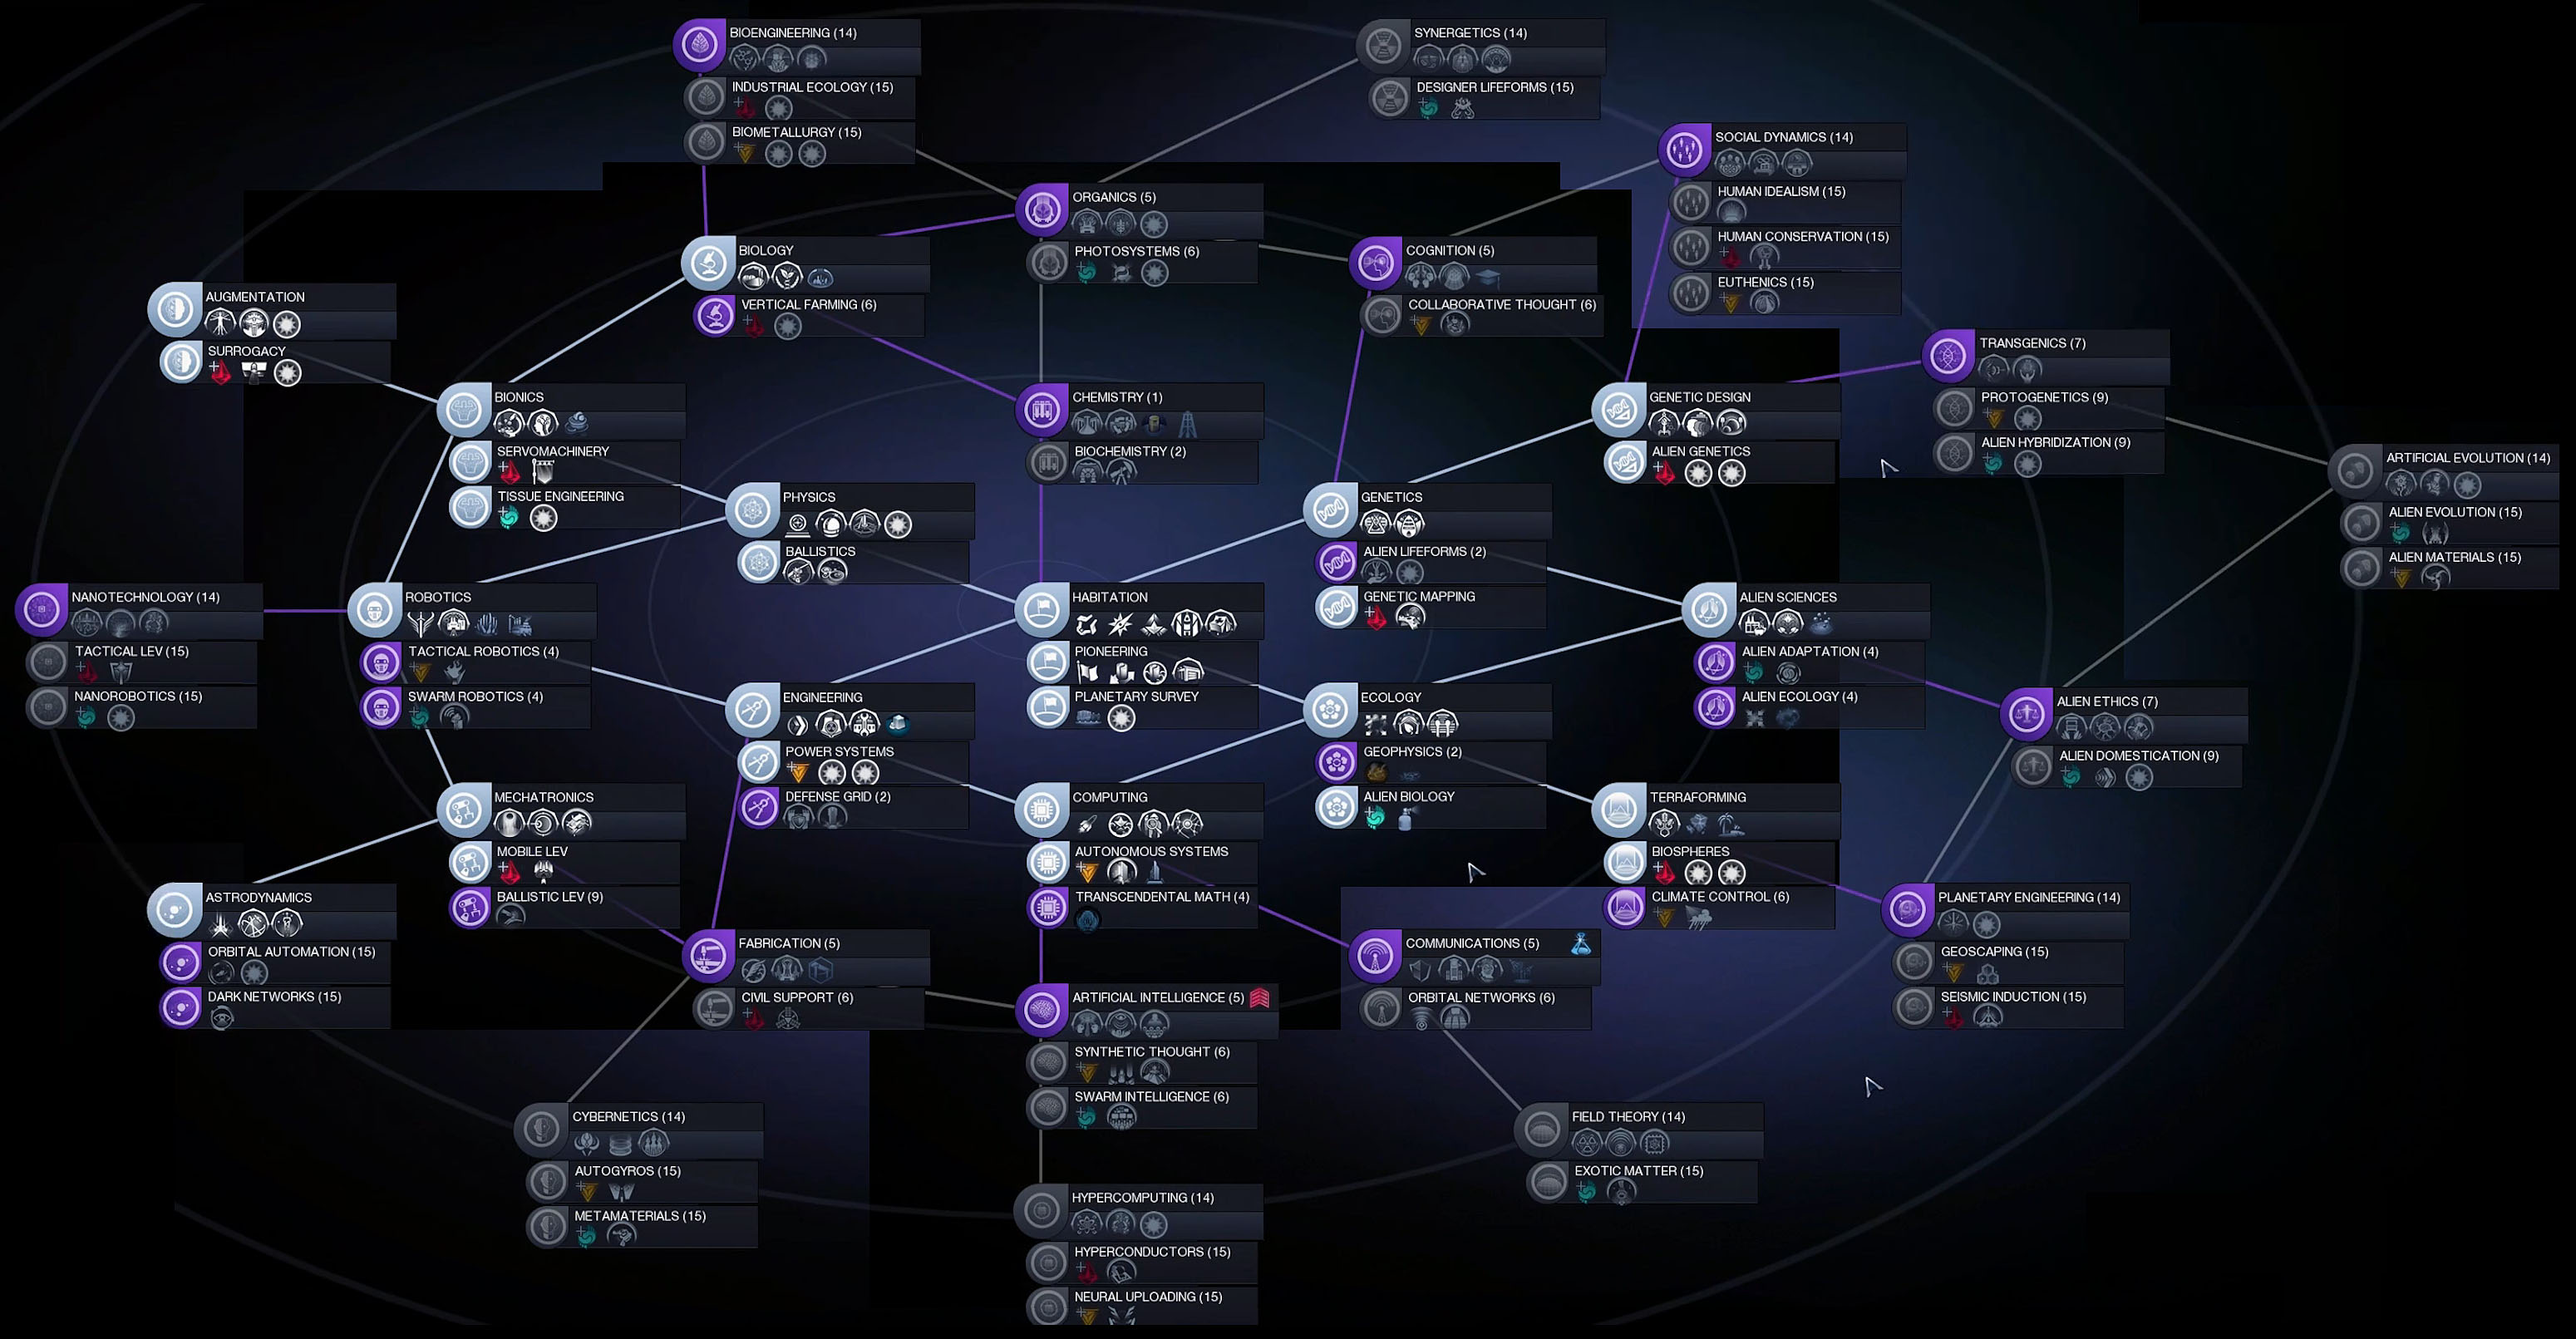 BIOENGINEERING (14)
INDUSTRIAL ECOLOGY (15)
BIOMETALLURGY (15)
SYNERGETICS (14)
DESIGNER LIFEFORMS (15)
SOCIAL DYNAMICS (14)
HUMAN IDEALISM (15)
HUMAN CONSERVATION (15)
EUTHENICS (15)
ORGANICS (5)
PHOTOSYSTEMS (6)
BIOLOGY
VERTICAL FARMING (6)
COGNITION (5)
COLLABORATIVE THOUGHT (6)
AUGMENTATION
SURROGACY
TRANSGENICS (7)
PROTOGENETICS (9)
ALIEN HYBRIDIZATION (9)
BIONICS
SERVOMACHINERY
TISSUE ENGINEERING
CHEMISTRY (1)
BIOCHEMISTRY (2)
GENETIC DESIGN
ALIEN GENETICS
ARTIFICIAL EVOLUTION (14)
ALIEN EVOLUTION (15)
ALIEN MATERIALS (15)
PHYSICS
BALLISTICS
GENETICS
ALIEN LIFEFORMS (2)
GENETIC MAPPING
NANOTECHNOLOGY (14)
TACTICAL LEV (15)
NANOROBOTICS (15)
ROBOTICS
TACTICAL ROBOTICS (4)
SWARM ROBOTICS (4)
HABITATION
PIONEERING
PLANETARY SURVEY
ALIEN SCIENCES
ALIEN ADAPTATION (4)
ALIEN ECOLOGY (4)
ENGINEERING
POWER SYSTEMS
DEFENSE GRID (2)
ECOLOGY
GEOPHYSICS (2)
ALIEN BIOLOGY
ALIEN ETHICS (7)
ALIEN DOMESTICATION (9)
MECHATRONICS
MOBILE LEV
BALLISTIC LEV (9)
COMPUTING
AUTONOMOUS SYSTEMS
TRANSCENDENTAL MATH (4)
TERRAFORMING
BIOSPHERES
CLIMATE CONTROL (6)
ASTRODYNAMICS
ORBITAL AUTOMATION (15)
DARK NETWORKS (15)
PLANETARY ENGINEERING (14)
GEOSCAPING (15)
SEISMIC INDUCTION (15)
FABRICATION (5)
CIVIL SUPPORT (6)
COMMUNICATIONS (5)
ORBITAL NETWORKS (6)
ARTIFICIAL INTELLIGENCE (5)
SYNTHETIC THOUGHT (6)
SWARM INTELLIGENCE (6)
CYBERNETICS (14)
AUTOGYROS (15)
METAMATERIALS (15)
FIELD THEORY (14)
EXOTIC MATTER (15)
HYPERCOMPUTING (14)
HYPERCONDUCTORS (15)
NEURAL UPLOADING (15)